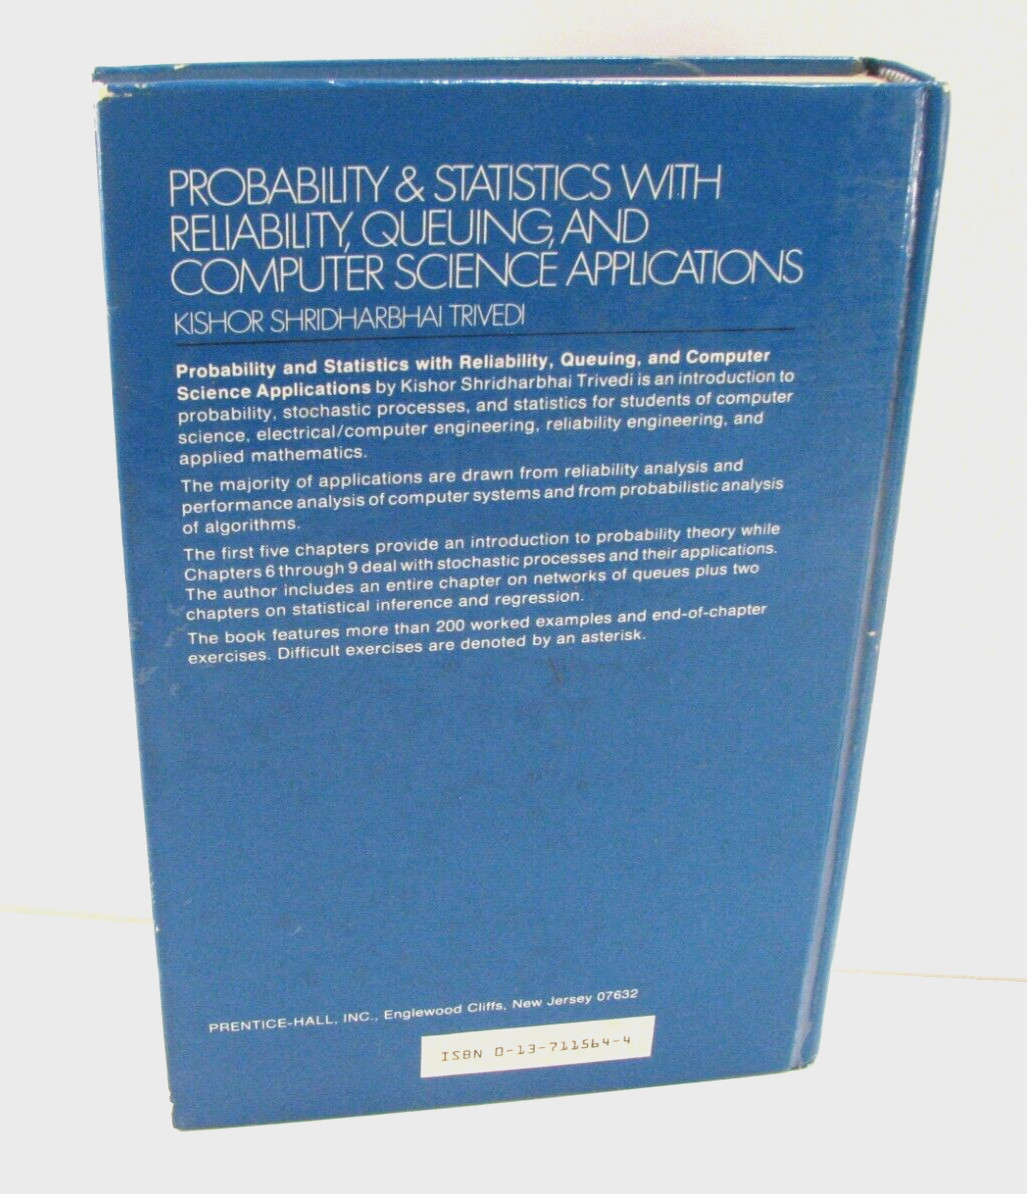 PROBABILITY & STATISTICS WITH
RELIABILITY, QUEUING, AND
COMPUTER SCIENCE APPLICATIONS
KISHOR SHRIDHARBHAI TRIVEDI
Probability and Statistics with Reliability, Queuing, and Computer
Science Applications by Kishor Shridharbhai Trivedi is an introduction to
probability, stochastic processes, and statistics for students of computer
science, electrical/computer engineering, reliability engineering, and
applied mathematics.
The majority of applications are drawn from reliability analysis and
performance analysis of computer systems and from probabilistic analysis
of algorithms.
The first five chapters provide an introduction to probability theory while
Chapters 6 through 9 deal with stochastic processes and their applications.
The author includes an entire chapter on networks of queues plus two
chapters on statistical inference and regression.
The book features more than 200 worked examples and end-of-chapter
exercises. Difficult exercises are denoted by an asterisk.
PRENTICE-HALL, INC., Englewood Cliffs, New Jersey 07632
ISBN 0-13-711564-4